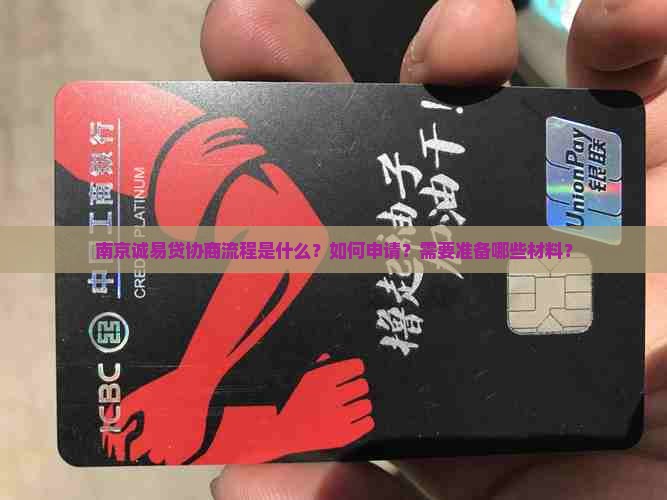 中国工商银行
CREDIT PLATINUM
ICBC
撸起袖子
加油干！
UnionPay
银联
南京诚易贷协商流程是什么？如何申请？需要准备哪些材料？